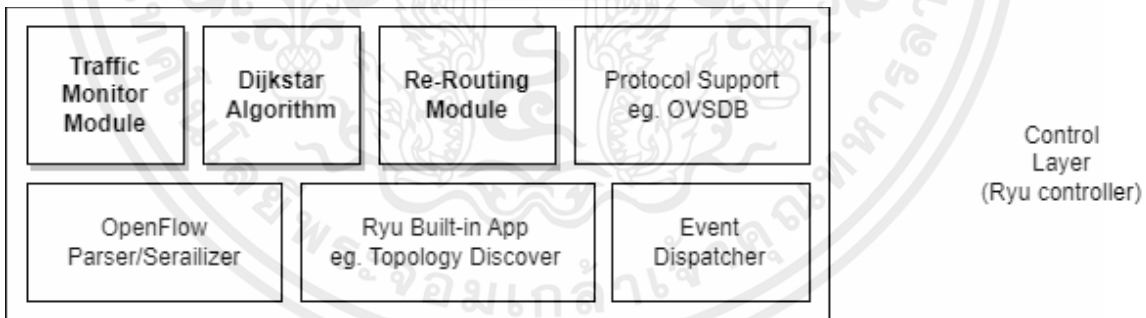 Traffic
Monitor
Module
Dijkstar
Algorithm
Re-Routing
Module
Protocol Support
eg. OVSDB
Control
Layer
(Ryu controller)
OpenFlow
Parser/Serailizer
Ryu Built-in App
eg. Topology Discover
Event
Dispatcher